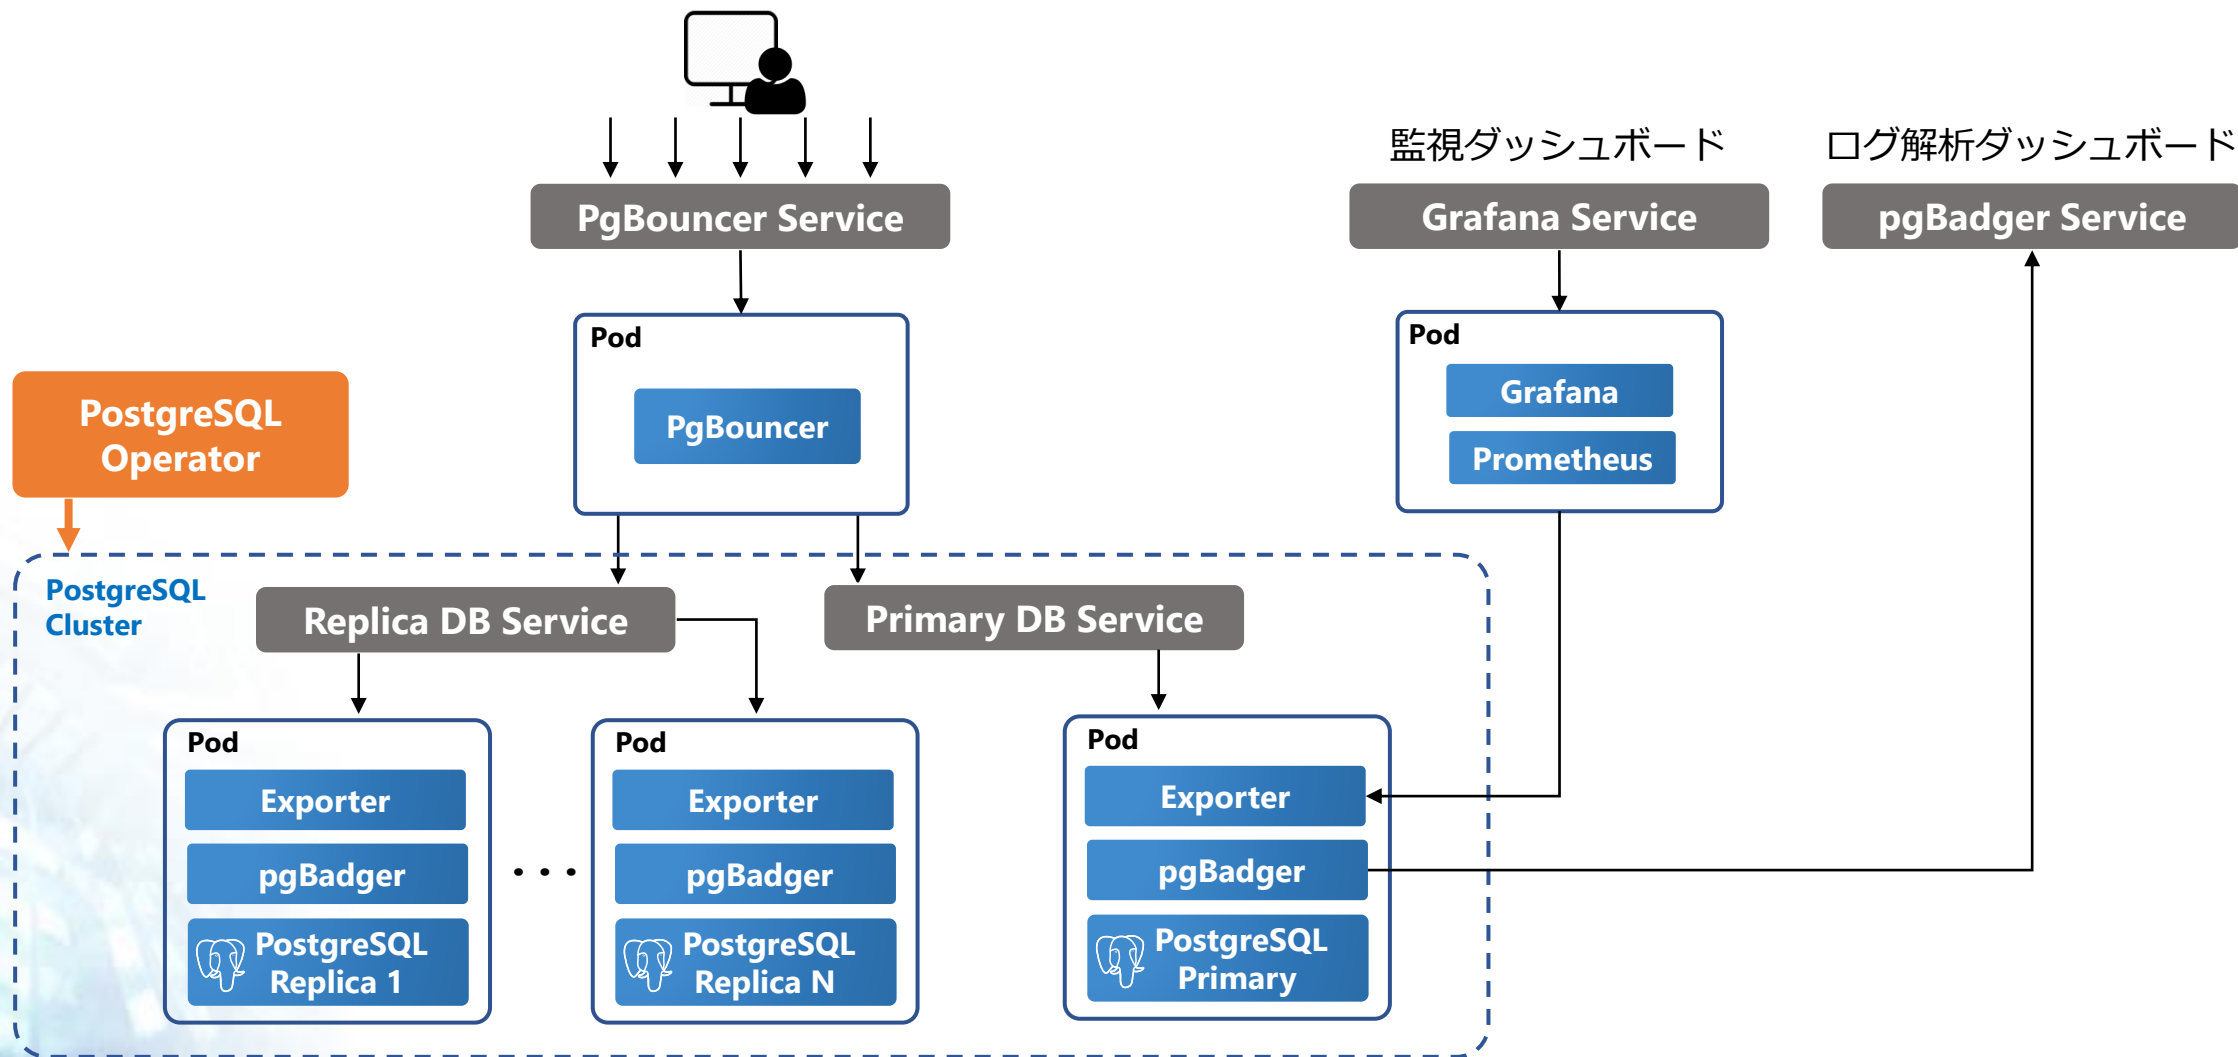 監視ダッシュボード
ログ解析ダッシュボード
PgBouncer Service
Grafana Service
pgBadger Service
Pod
PgBouncer
Pod
Grafana
Prometheus
PostgreSQL
Operator
PostgreSQL
Cluster
Replica DB Service
Primary DB Service
Pod
Exporter
pgBadger
PostgreSQL
Replica 1
...
Pod
Exporter
pgBadger
PostgreSQL
Replica N
Pod
Exporter
pgBadger
PostgreSQL
Primary